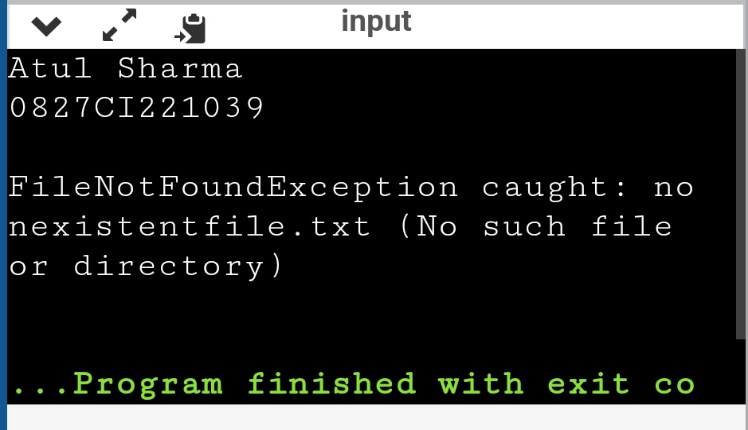 input
Atul Sharma
0827CI221039
FileNotFoundException caught: no
nexistentfile.txt (No such file
or directory)
...Program finished with exit co